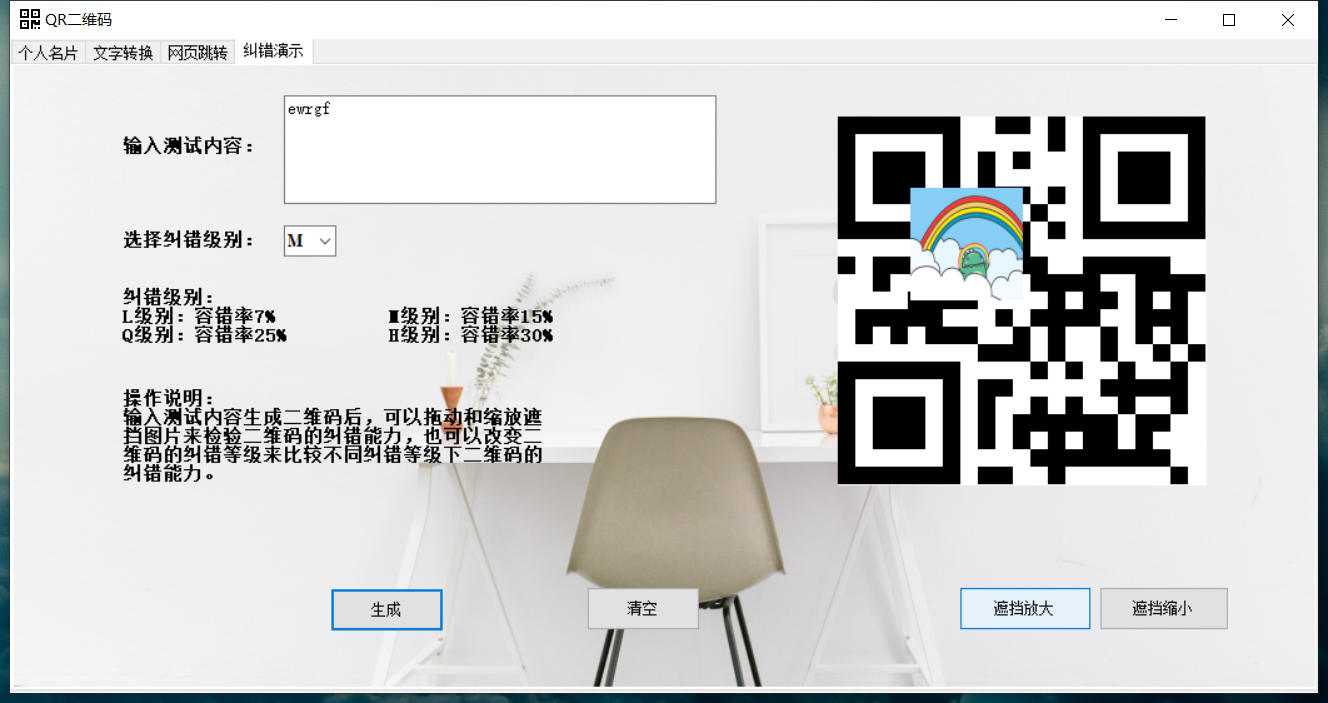 QR二维码
个人名片 文字转换 网页跳转 纠错演示
ewrgf
输入测试内容：
选择纠错级别： M
纠错级别：
L级别：容错率7% M级别：容错率15%
Q级别：容错率25% H级别：容错率30%
操作说明：
输入测试内容生成二维码后，可以拖动和缩放遮
挡图片来检验二维码的纠错能力，也可以改变二
维码的纠错等级来比较不同纠错等级下二维码的
纠错能力。
生成 清空 遮挡放大 遮挡缩小